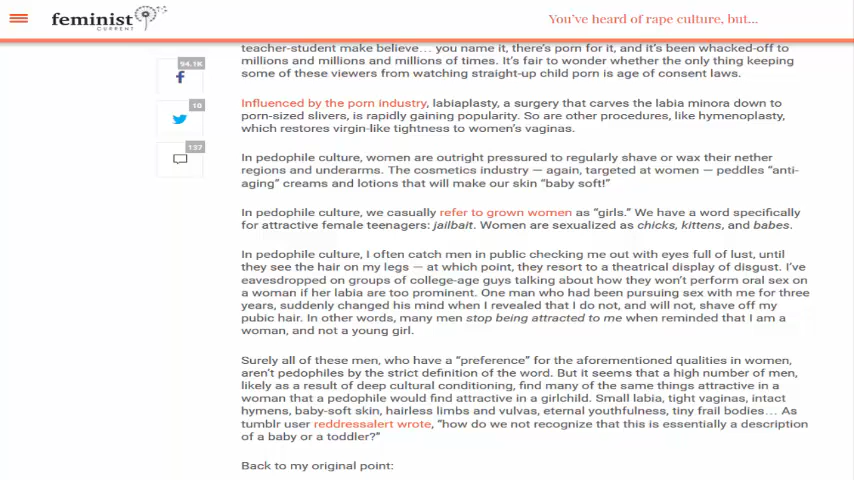 feminist
CURRENT
You've heard of rape culture, but...
teacher-student make believe… you name it, there's porn for it, and it's been whacked-off to
millions and millions and millions of times. It's fair to wonder whether the only thing keeping
some of these viewers from watching straight-up child porn is age of consent laws.
94.1K
10
137
Influenced by the porn industry, labiaplasty, a surgery that carves the labia minora down to
porn-sized slivers, is rapidly gaining popularity. So are other procedures, like hymenoplasty,
which restores virgin-like tightness to women's vaginas.
In pedophile culture, women are outright pressured to regularly shave or wax their nether
regions and underarms. The cosmetics industry — again, targeted at women — peddles "anti-
aging" creams and lotions that will make our skin "baby soft!"
In pedophile culture, we casually refer to grown women as "girls." We have a word specifically
for attractive female teenagers: jailbait. Women are sexualized as chicks, kittens, and babes.
In pedophile culture, I often catch men in public checking me out with eyes full of lust, until
they see the hair on my legs — at which point, they resort to a theatrical display of disgust. I've
eavesdropped on groups of college-age guys talking about how they won't perform oral sex on
a woman if her labia are too prominent. One man who had been pursuing sex with me for three
years, suddenly changed his mind when I revealed that I do not, and will not, shave off my
pubic hair. In other words, many men stop being attracted to me when reminded that I am a
woman, and not a young girl.
Surely all of these men, who have a "preference" for the aforementioned qualities in women,
aren't pedophiles by the strict definition of the word. But it seems that a high number of men,
likely as a result of deep cultural conditioning, find many of the same things attractive in a
woman that a pedophile would find attractive in a girlchild. Small labia, tight vaginas, intact
hymens, baby-soft skin, hairless limbs and vulvas, eternal youthfulness, tiny frail bodies… As
tumblr user reddressalert wrote, "how do we not recognize that this is essentially a description
of a baby or a toddler?"
Back to my original point: